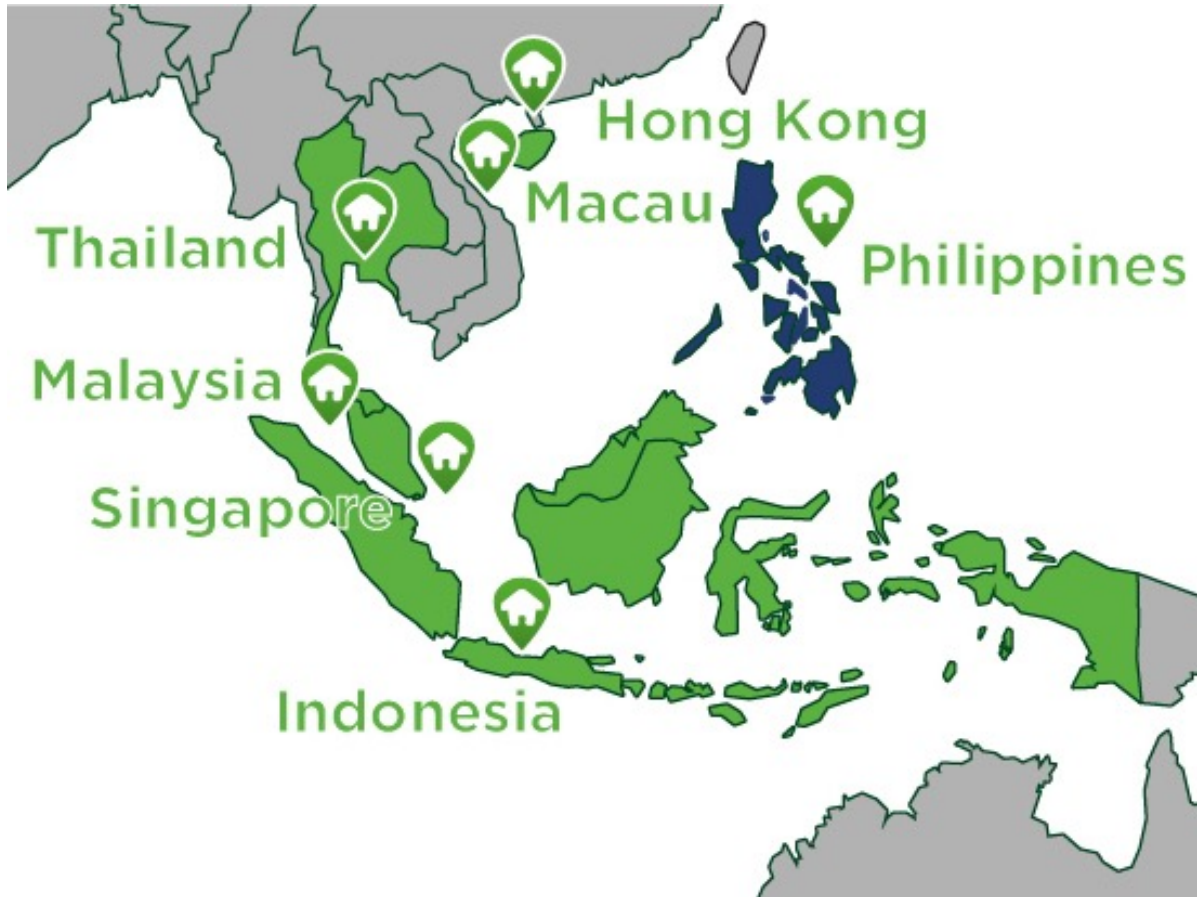 Hong Kong
Macau
Thailand
Philippines
Malaysia
Singapore
Indonesia